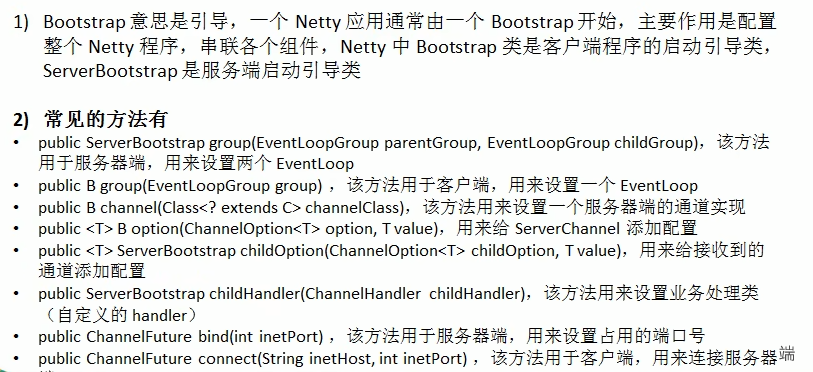 1) Bootstrap 意思是引导，一个 Netty 应用通常由一个 Bootstrap 开始，主要作用是配置
整个 Netty 程序，串联各个组件，Netty 中 Bootstrap 类是客户端程序的启动引导类，
ServerBootstrap 是服务端启动引导类
2) 常见的方法有
• public ServerBootstrap group(EventLoopGroup parentGroup, EventLoopGroup childGroup)，该方法
用于服务器端，用来设置两个 EventLoop
• public B group(EventLoopGroup group) ，该方法用于客户端，用来设置一个 EventLoop
• public B channel(Class<? extends C> channelClass)，该方法用来设置一个服务器端的通道实现
• public <T> B option(ChannelOption<T> option, T value)，用来给 ServerChannel 添加配置
• public <T> ServerBootstrap childOption(ChannelOption<T> childOption, T value)，用来给接收到的
通道添加配置
• public ServerBootstrap childHandler(ChannelHandler childHandler)，该方法用来设置业务处理类
（自定义的 handler）
• public ChannelFuture bind(int inetPort) ，该方法用于服务器端，用来设置占用的端口号
• public ChannelFuture connect(String inetHost, int inetPort) ，该方法用于客户端，用来连接服务器端